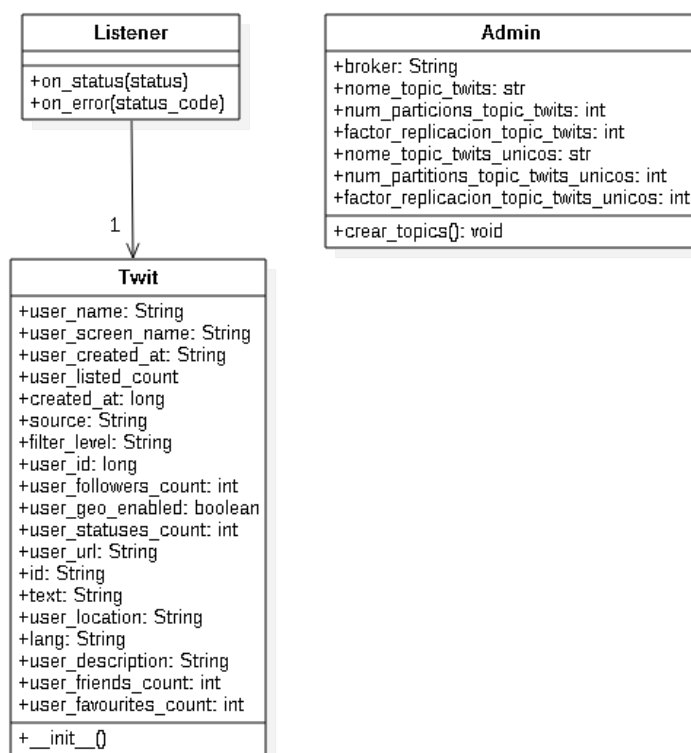 Listener
+on_status(status)
+on_error(status_code)
1
Twit
+user_name: String
+user_screen_name: String
+user_created_at: String
+user_listed_count
+created_at: long
+source: String
+filter_level: String
+user_id: long
+user_followers_count: int
+user_geo_enabled: boolean
+user_statuses_count: int
+user_url: String
+id: String
+text: String
+user_location: String
+lang: String
+user_description: String
+user_friends_count: int
+user_favourites_count: int
+__init__()
Admin
+broker: String
+nome_topic_twits: str
+num_particions_topic_twits: int
+factor_replicacion_topic_twits: int
+nome_topic_twits_unicos: str
+num_partitions_topic_twits_unicos: int
+factor_replicacion_topic_twits_unicos: int
+crear_topics(): void